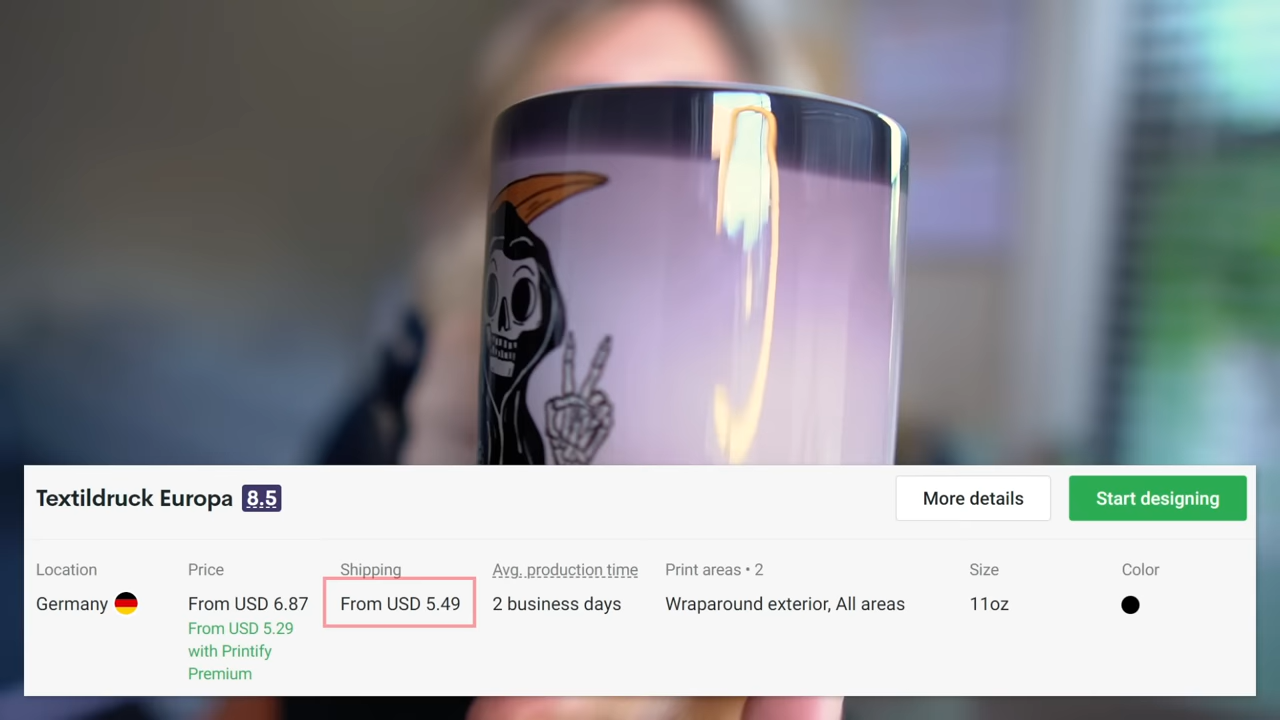 Textildruck Europa 8.5
More details
Start designing
Location
Price
Shipping
Avg. production time
Print areas • 2
Size
Color
Germany
From USD 6.87
From USD 5.49
2 business days
Wraparound exterior, All areas
11oz
From USD 5.29
with Printify
Premium